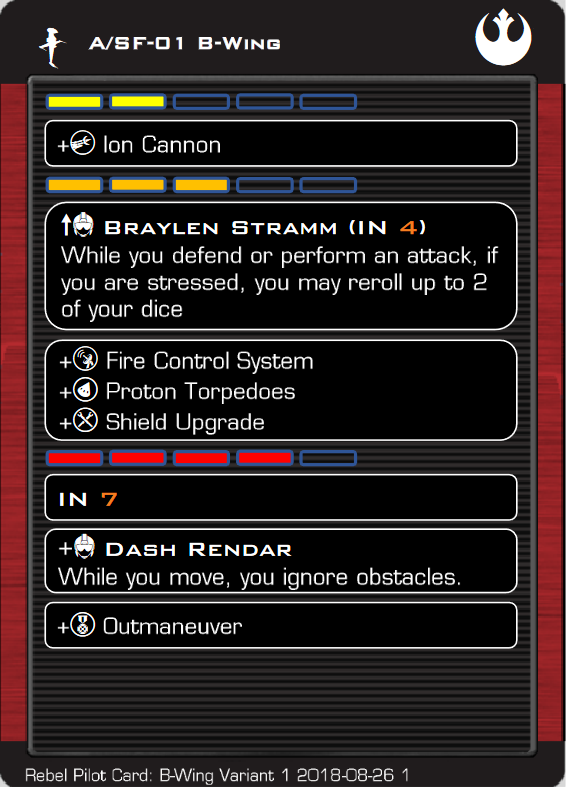 A/SF-01 B-Wing
+ Ion Cannon
Braylen Stramm (IN 4)
While you defend or perform an attack, if
you are stressed, you may reroll up to 2
of your dice
+ Fire Control System
+ Proton Torpedoes
+ Shield Upgrade
IN 7
+ Dash Rendar
While you move, you ignore obstacles.
+ Outmaneuver
Rebel Pilot Card: B-Wing Variant 1 2018-08-26 1